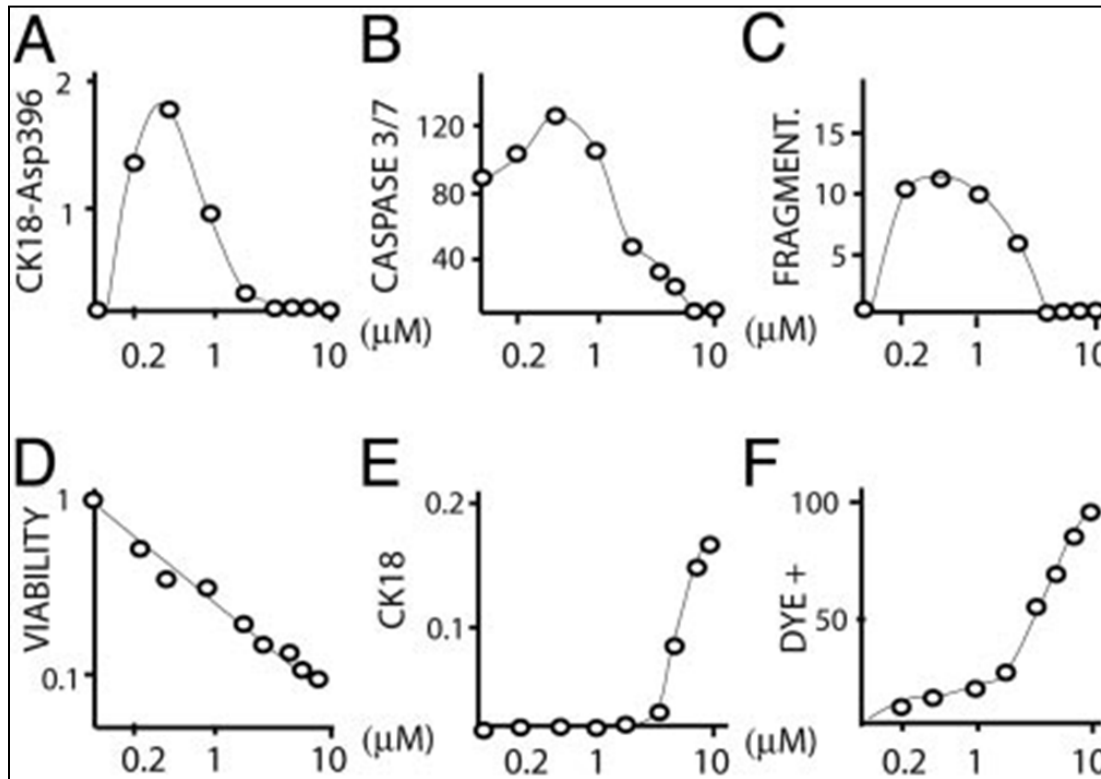 A
CK18-Asp396
2
1
0.2 1 10
(μM)
B
CASPASE 3/7
120
80
40
0.2 1 10
(μM)
C
FRAGMENT.
15
10
5
0.2 1 10
D
VIABILITY
1
0.1
0.2 1 10
(μM)
E
CK18
0.2
0.1
0.2 1 10
(μM)
F
DYE +
100
50
0.2 1 10